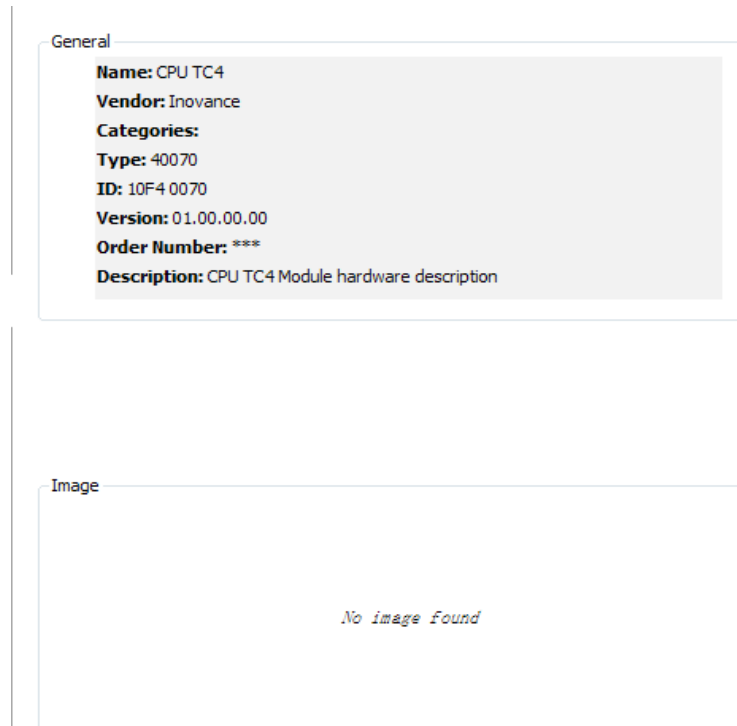 General
Name: CPU TC4
Vendor: Inovance
Categories:
Type: 40070
ID: 10F4 0070
Version: 01.00.00.00
Order Number: ***
Description: CPU TC4 Module hardware description
Image
No image found